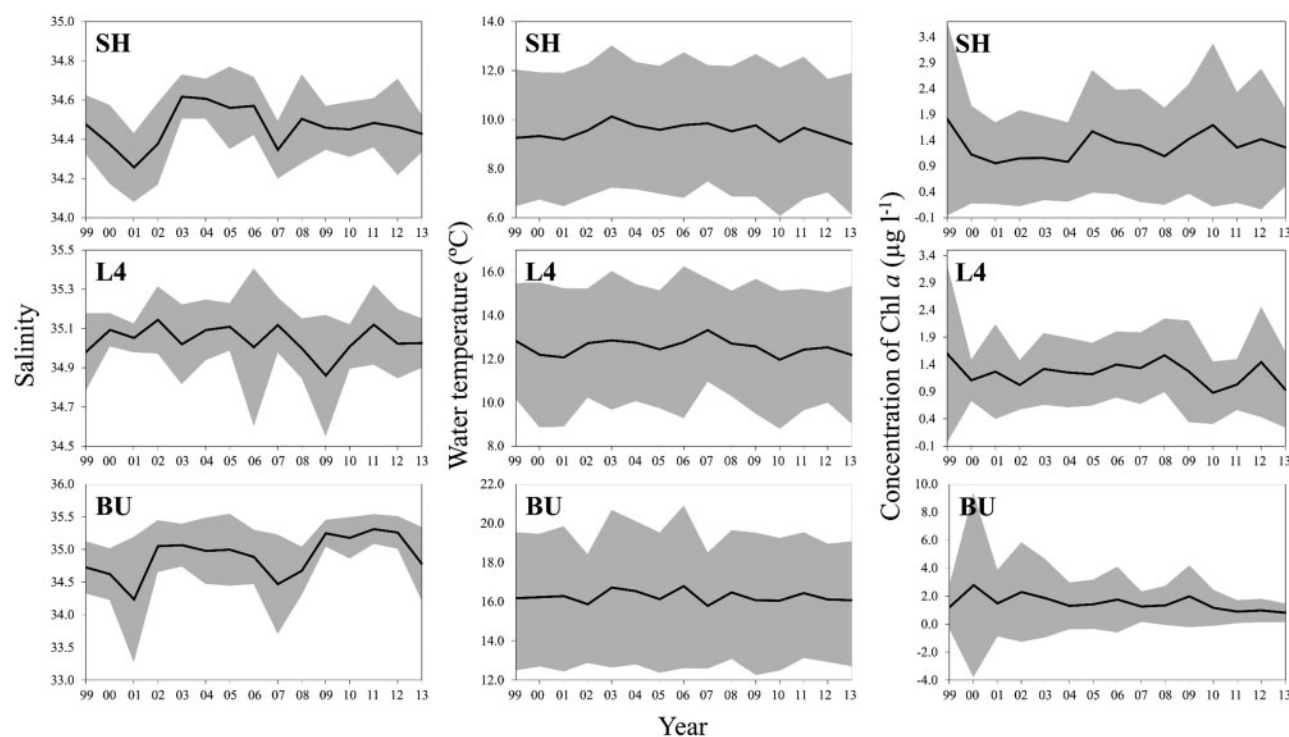 Salinity
SH
35.0
34.8
34.6
34.4
34.2
34.0
99 00 01 02 03 04 05 06 07 08 09 10 11 12 13
L4
35.5
35.3
35.1
34.9
34.7
34.5
99 00 01 02 03 04 05 06 07 08 09 10 11 12 13
BU
36.0
35.5
35.0
34.5
34.0
33.5
33.0
99 00 01 02 03 04 05 06 07 08 09 10 11 12 13
Water temperature (ºC)
SH
14.0
12.0
10.0
8.0
6.0
99 00 01 02 03 04 05 06 07 08 09 10 11 12 13
L4
16.0
14.0
12.0
10.0
8.0
99 00 01 02 03 04 05 06 07 08 09 10 11 12 13
BU
22.0
20.0
18.0
16.0
14.0
12.0
99 00 01 02 03 04 05 06 07 08 09 10 11 12 13
Year
Concentration of Chl a (µg l-1)
SH
3.4
2.9
2.4
1.9
1.4
0.9
0.4
-0.1
99 00 01 02 03 04 05 06 07 08 09 10 11 12 13
L4
3.4
2.9
2.4
1.9
1.4
0.9
0.4
-0.1
99 00 01 02 03 04 05 06 07 08 09 10 11 12 13
BU
10.0
8.0
6.0
4.0
2.0
0.0
-2.0
-4.0
99 00 01 02 03 04 05 06 07 08 09 10 11 12 13